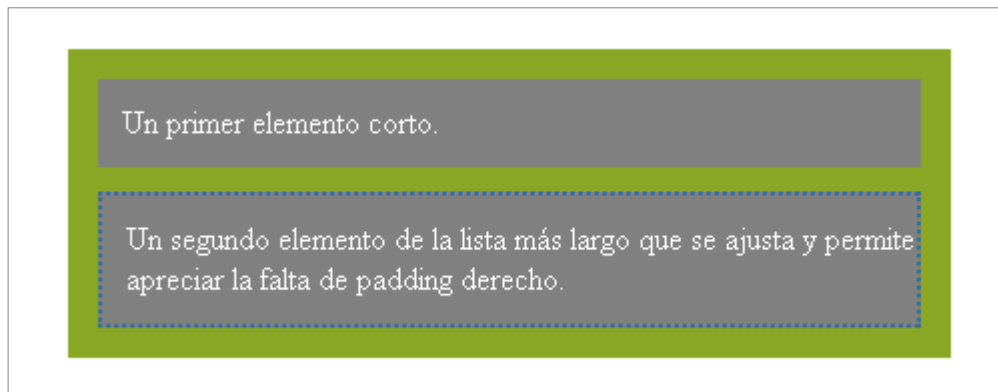 Un primer elemento corto.
Un segundo elemento de la lista más largo que se ajusta y permite
apreciar la falta de padding derecho.